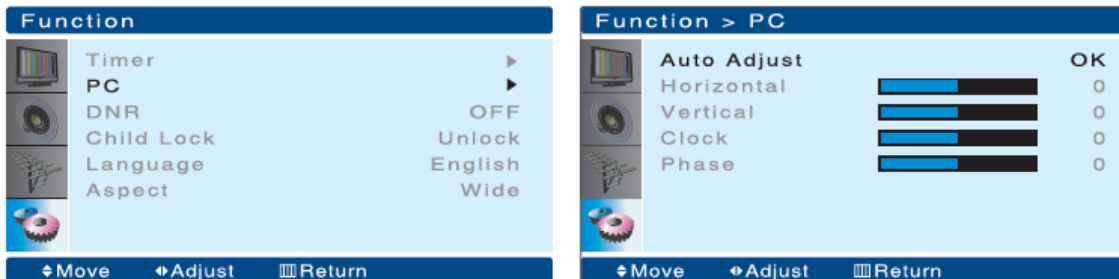 Function
Timer
PC
DNR OFF
Child Lock Unlock
Language English
Aspect Wide
Move Adjust Return
Function > PC
Auto Adjust OK
Horizontal 0
Vertical 0
Clock 0
Phase 0
Move Adjust Return